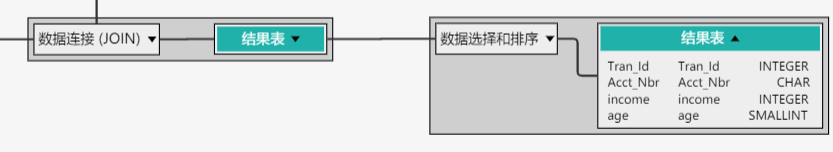 数据连接 (JOIN) ▼
结果表 ▼
数据选择和排序 ▼
结果表 ▲
Tran_Id Tran_Id INTEGER
Acct_Nbr Acct_Nbr CHAR
income income INTEGER
age age SMALLINT